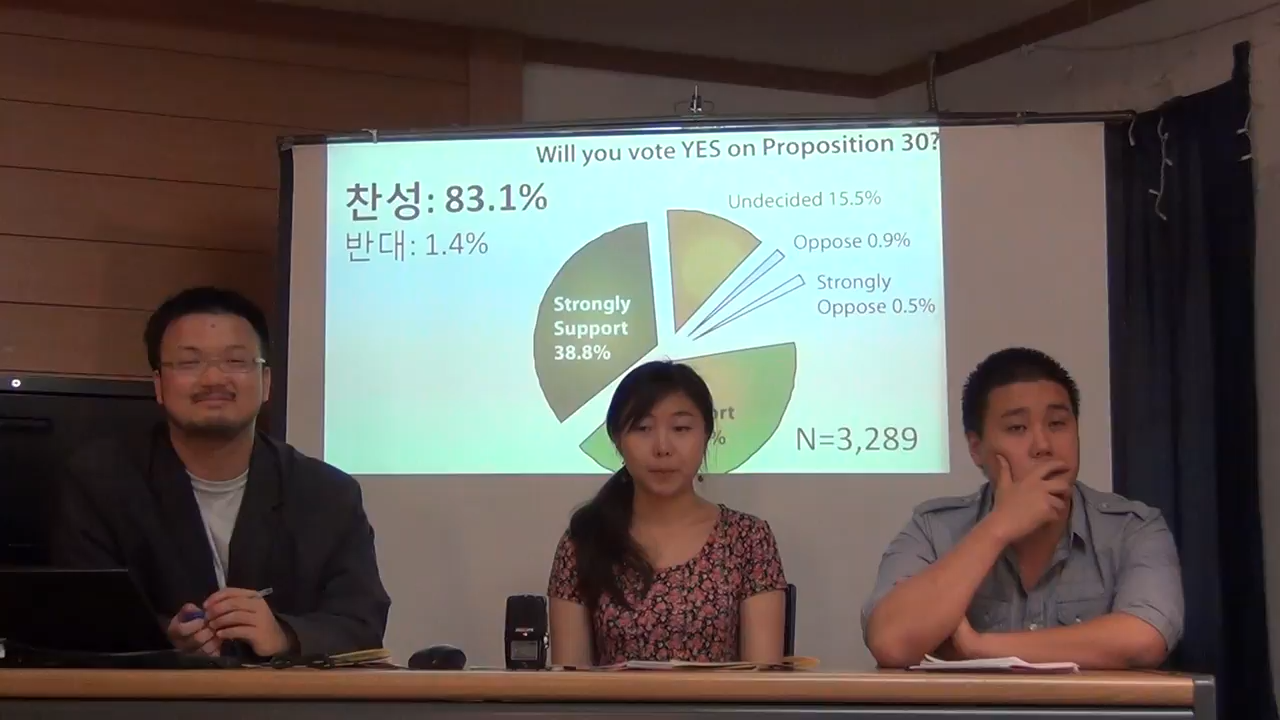 Will you vote YES on Proposition 30?
찬성: 83.1%
반대: 1.4%
Undecided 15.5%
Oppose 0.9%
Strongly
Oppose 0.5%
Strongly
Support
38.8%
N=3,289